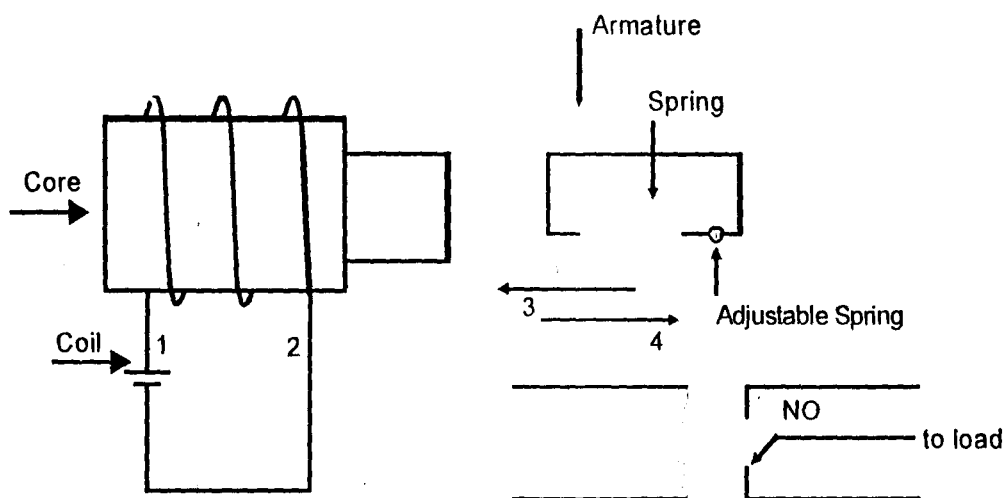 Armature
Spring
Core
3
Adjustable Spring
4
Coil
1
2
NO
to load